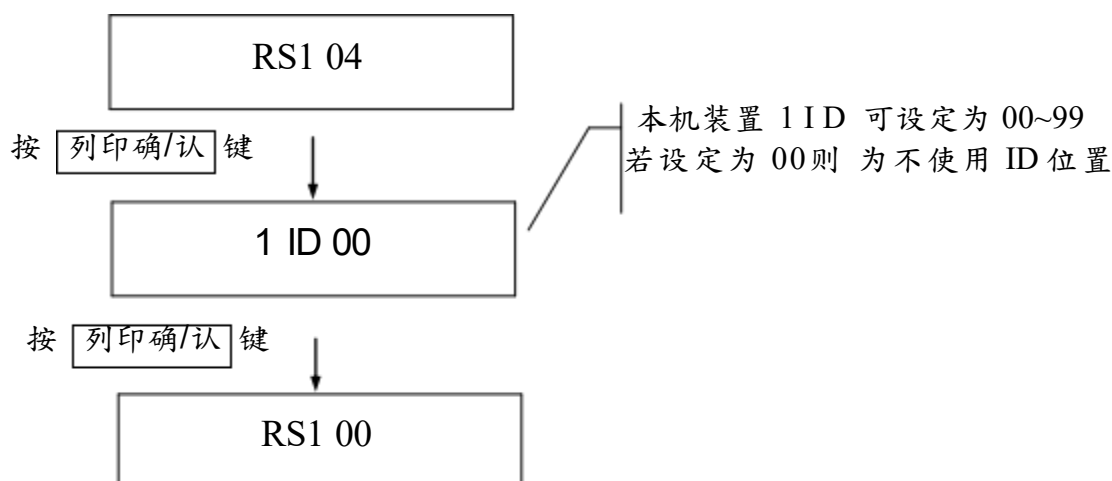 RS1 04
按 列印确/认 键
本机装置 1 I D 可设定为 00~99
若设定为 00则 为不使用 ID 位置
1 ID 00
按 列印确/认 键
RS1 00